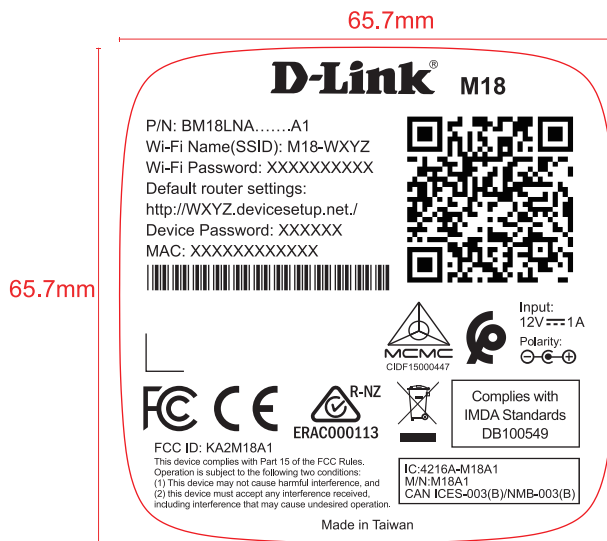 65.7mm
D-Link® M18
P/N: BM18LNA.......A1
Wi-Fi Name(SSID): M18-WXYZ
Wi-Fi Password: XXXXXXXXXX
Default router settings:
http://WXYZ.devicesetup.net./
Device Password: XXXXXX
MAC: XXXXXXXXXXXX
65.7mm
Input:
12V⎓1A
Polarity:
MCMC
CIDF15000447
FC CE
R-NZ
ERAC000113
Complies with
IMDA Standards
DB100549
FCC ID: KA2M18A1
This device complies with Part 15 of the FCC Rules.
Operation is subject to the following two conditions:
(1) This device may not cause harmful interference, and
(2) this device must accept any interference received,
including interference that may cause undesired operation.
IC:4216A-M18A1
M/N:M18A1
CAN ICES-003(B)/NMB-003(B)
Made in Taiwan